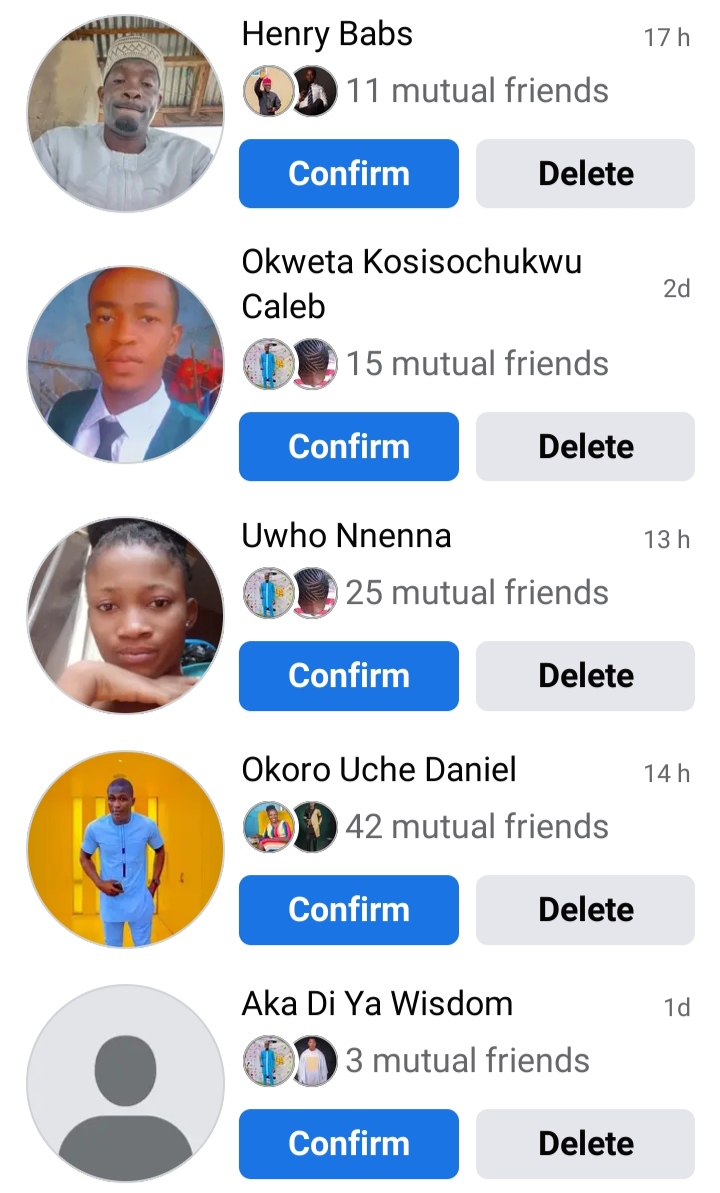 Henry Babs
17 h
11 mutual friends
Confirm
Delete
Okweta Kosisochukwu
Caleb
2d
15 mutual friends
Confirm
Delete
Uwho Nnenna
13 h
25 mutual friends
Confirm
Delete
Okoro Uche Daniel
14 h
42 mutual friends
Confirm
Delete
Aka Di Ya Wisdom
1d
3 mutual friends
Confirm
Delete